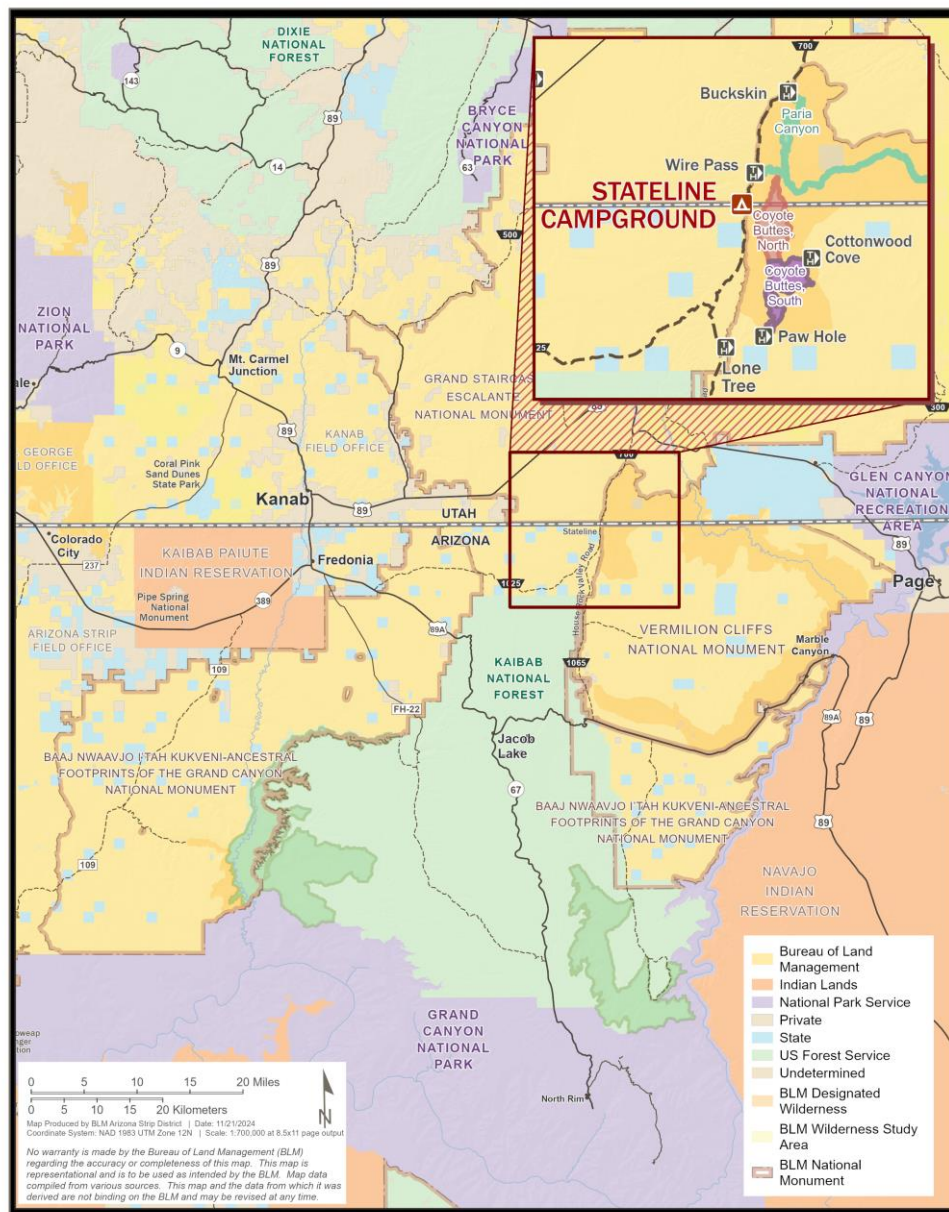 DIXIE
NATIONAL
FOREST
143
89
14
BRYCE
CANYON
NATIONAL
PARK
63
500
89
ZION
NATIONAL
PARK
9
Mt. Carmel
Junction
GRAND STAIRCASE
ESCALANTE
NATIONAL MONUMENT
KANAB
FIELD OFFICE
89
GEORGE
LD OFFICE
Coral Pink
Sand Dunes
State Park
Kanab
89
UTAH
ARIZONA
700
Buckskin
TH
Paria
Canyon
Wire Pass
TH
STATELINE
CAMPGROUND
Coyote
Buttes,
North
Cottonwood
Cove
TH
Coyote
Buttes,
South
TH
Paw Hole
TH
Lone
Tree
25
89
300
700
GLEN CANYON
NATIONAL
RECREATION
AREA
89
Page
Colorado
City
237
KAIBAB PAIUTE
INDIAN RESERVATION
Fredonia
Pipe Spring
National
Monument
389
Stateline
1025
House Rock Valley Road
ARIZONA STRIP
FIELD OFFICE
109
89A
KAIBAB
NATIONAL
FOREST
1065
VERMILION CLIFFS
NATIONAL MONUMENT
Marble
Canyon
89A
89
FH-22
Jacob
Lake
67
BAAJ NWAAVJO I'TAH KUKVENI-ANCESTRAL
FOOTPRINTS OF THE GRAND CANYON
NATIONAL MONUMENT
BAAJ NWAAVJO I'TAH KUKVENI-ANCESTRAL
FOOTPRINTS OF THE GRAND CANYON
NATIONAL MONUMENT
109
89
NAVAJO
INDIAN
RESERVATION
GRAND
CANYON
NATIONAL
PARK
North Rim
Bureau of Land
Management
Indian Lands
National Park Service
Private
State
US Forest Service
Undetermined
BLM Designated
Wilderness
BLM Wilderness Study
Area
BLM National
Monument
0 5 10 15 20 Miles
0 5 10 15 20 Kilometers
N
Map Produced by BLM Arizona Strip District | Date: 11/21/2024
Coordinate System: NAD 1983 UTM Zone 12N | Scale: 1:700,000 at 8.5x11 page output
No warranty is made by the Bureau of Land Management (BLM)
regarding the accuracy or completeness of this map. This map is
representational and is to be used as intended by the BLM. Map data
compiled from various sources. This map and the data from which it was
derived are not binding on the BLM and may be revised at any time.